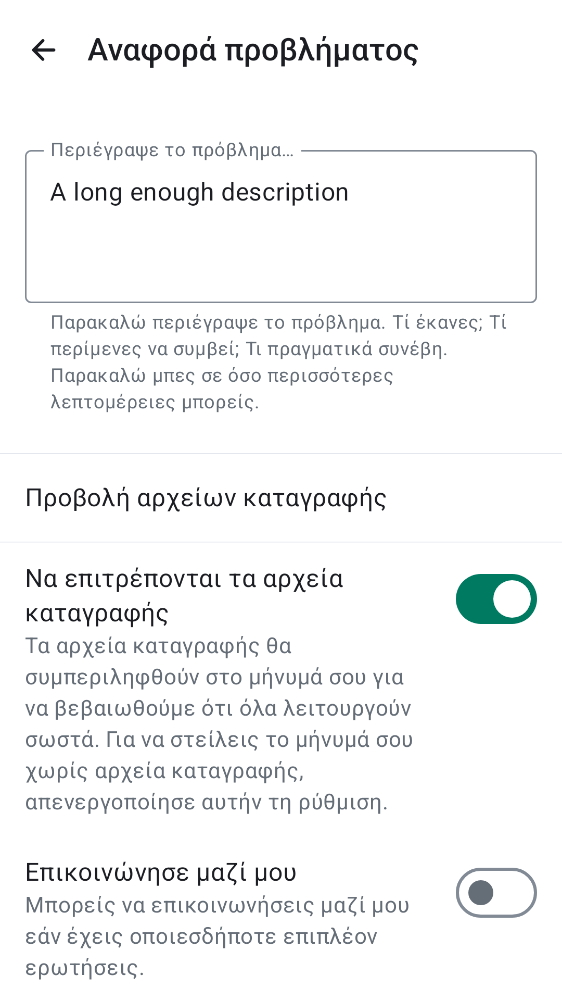 Αναφορά προβλήματος
Περιέγραψε το πρόβλημα…
A long enough description
Παρακαλώ περιέγραψε το πρόβλημα. Τί έκανες; Τί
περίμενες να συμβεί; Τι πραγματικά συνέβη.
Παρακαλώ μπες σε όσο περισσότερες
λεπτομέρειες μπορείς.
Προβολή αρχείων καταγραφής
Να επιτρέπονται τα αρχεία
καταγραφής
Τα αρχεία καταγραφής θα
συμπεριληφθούν στο μήνυμά σου για
να βεβαιωθούμε ότι όλα λειτουργούν
σωστά. Για να στείλεις το μήνυμά σου
χωρίς αρχεία καταγραφής,
απενεργοποίησε αυτήν τη ρύθμιση.
Επικοινώνησε μαζί μου
Μπορείς να επικοινωνήσεις μαζί μου
εάν έχεις οποιεσδήποτε επιπλέον
ερωτήσεις.